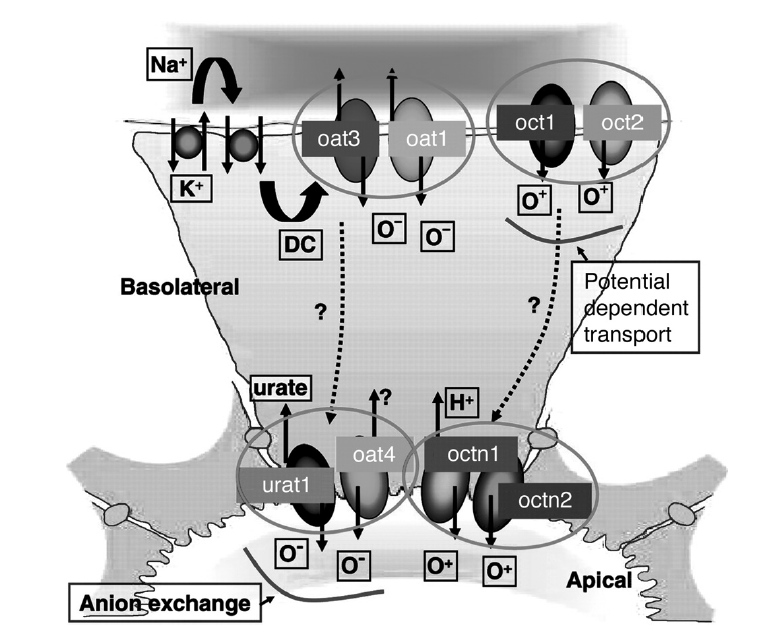 Na⁺
oat3
oat1
oct1
oct2
K⁺
O⁺
O⁺
DC
O⁻
O⁻
Basolateral
Potential
dependent
transport
?
?
urate
?
H⁺
oat4
octn1
urat1
octn2
O⁻
O⁻
O⁺
O⁺
Apical
Anion exchange